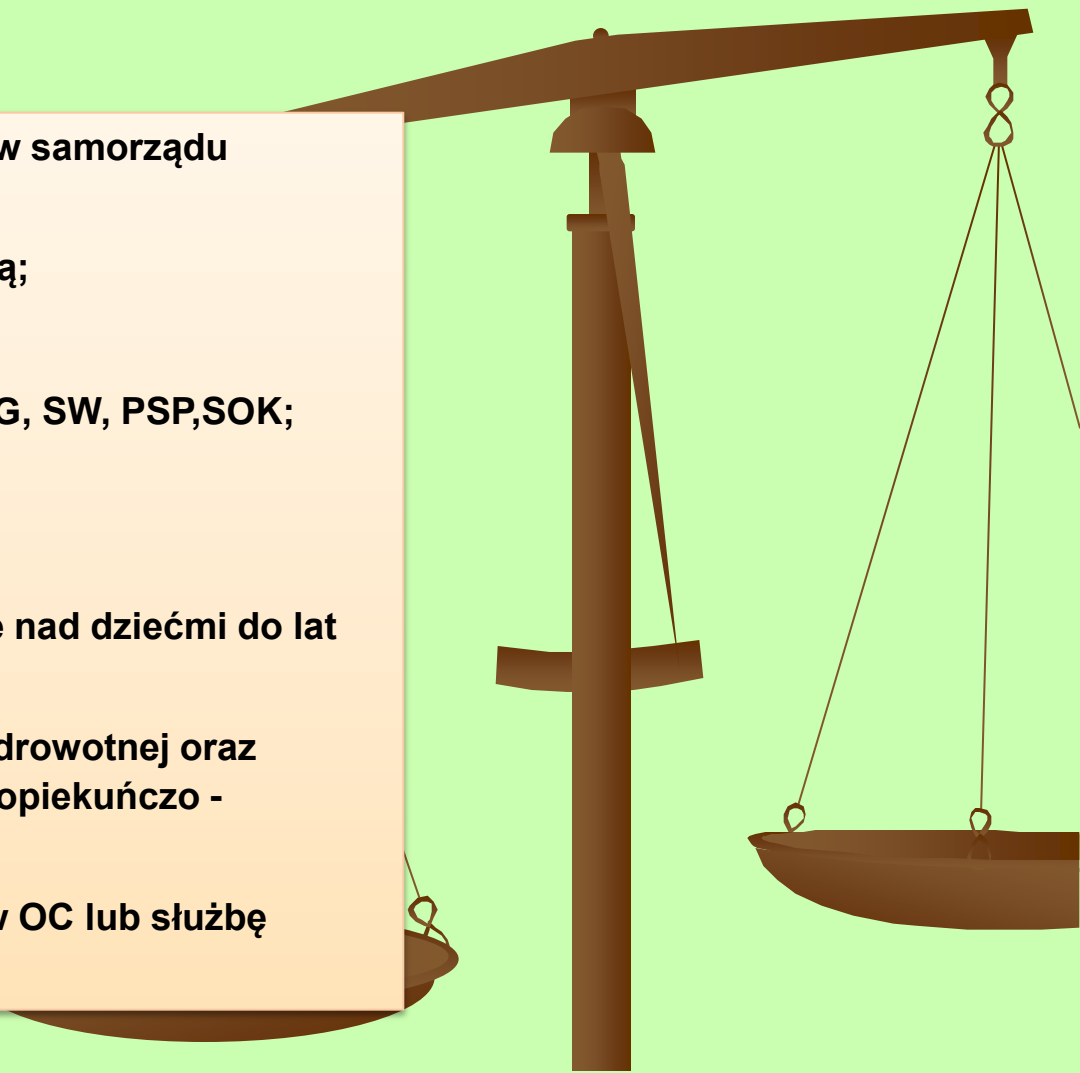 w samorządu
ą;
G, SW, PSP,SOK;
e nad dziećmi do lat
drowotnej oraz
opiekuńczo -
w OC lub służbę